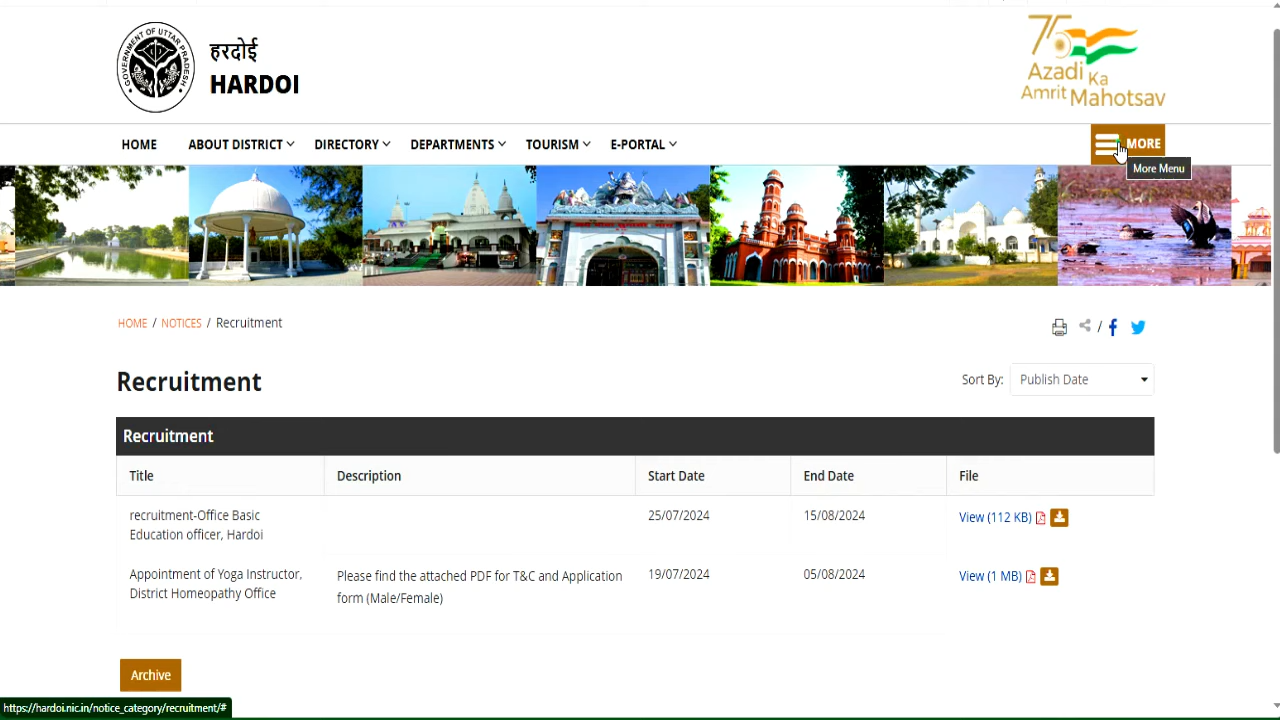 GOVERNMENT OF UTTAR PRADESH
हरदोई
HARDOI
75
Azadi Ka
Amrit Mahotsav
HOME ABOUT DISTRICT DIRECTORY DEPARTMENTS TOURISM E-PORTAL MORE
More Menu
HOME / NOTICES / Recruitment
/
Recruitment
Sort By: Publish Date
Recruitment
Title Description Start Date End Date File
recruitment-Office Basic 25/07/2024 15/08/2024 View (112 KB)
Education officer, Hardoi
Appointment of Yoga Instructor, Please find the attached PDF for T&C and Application 19/07/2024 05/08/2024 View (1 MB)
District Homeopathy Office form (Male/Female)
Archive
https://hardoi.nic.in/notice_category/recruitment/#